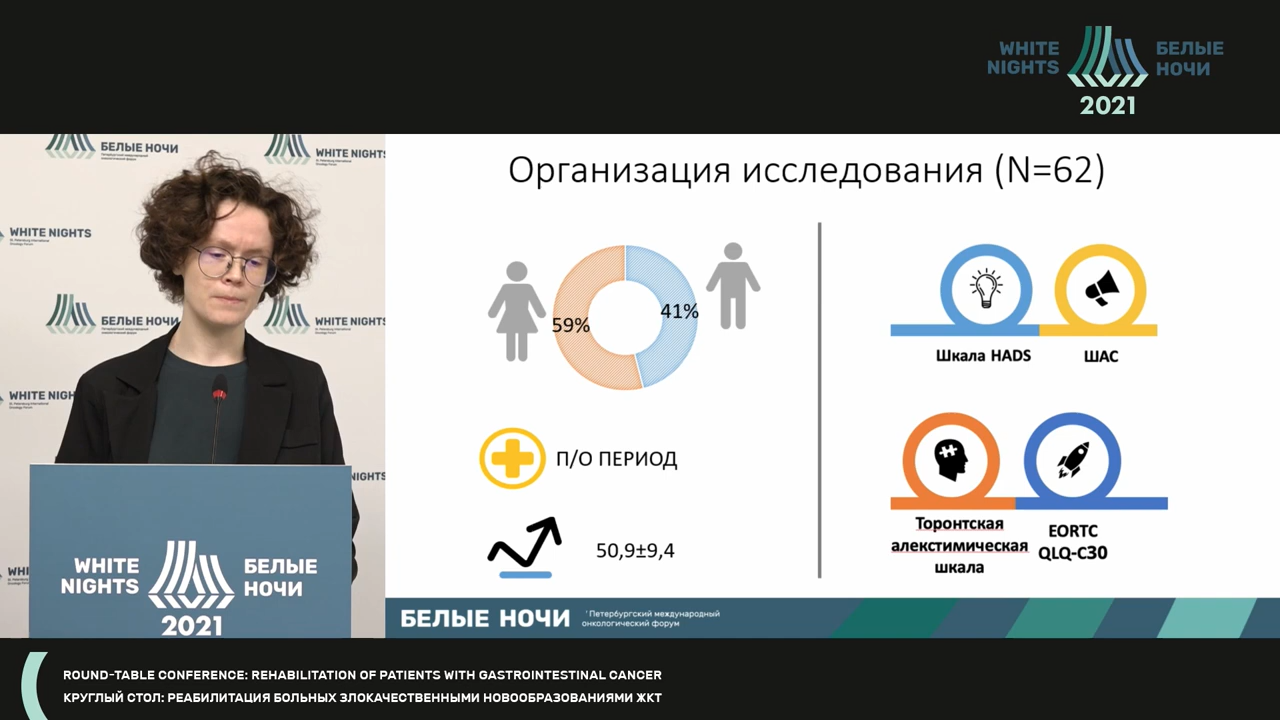 WHITE
NIGHTS
БЕЛЫЕ
НОЧИ
2021
БЕЛЫЕ НОЧИ
WHITE NIGHTS
WHITE NIGHTS
БЕЛЫЕ НОЧИ
WHITE NIGHTS
WHITE NIGHTS
WHITE
NIGHTS
БЕЛЫЕ
НОЧИ
2021
Организация исследования (N=62)
59%
41%
П/О ПЕРИОД
50,9±9,4
Шкала HADS
ШАС
Торонтская
алекстимическая
шкала
EORTC
QLQ-C30
БЕЛЫЕ НОЧИ
Петербургский международный
онкологический форум
ROUND-TABLE CONFERENCE: REHABILITATION OF PATIENTS WITH GASTROINTESTINAL CANCER
КРУГЛЫЙ СТОЛ: РЕАБИЛИТАЦИЯ БОЛЬНЫХ ЗЛОКАЧЕСТВЕННЫМИ НОВООБРАЗОВАНИЯМИ ЖКТ